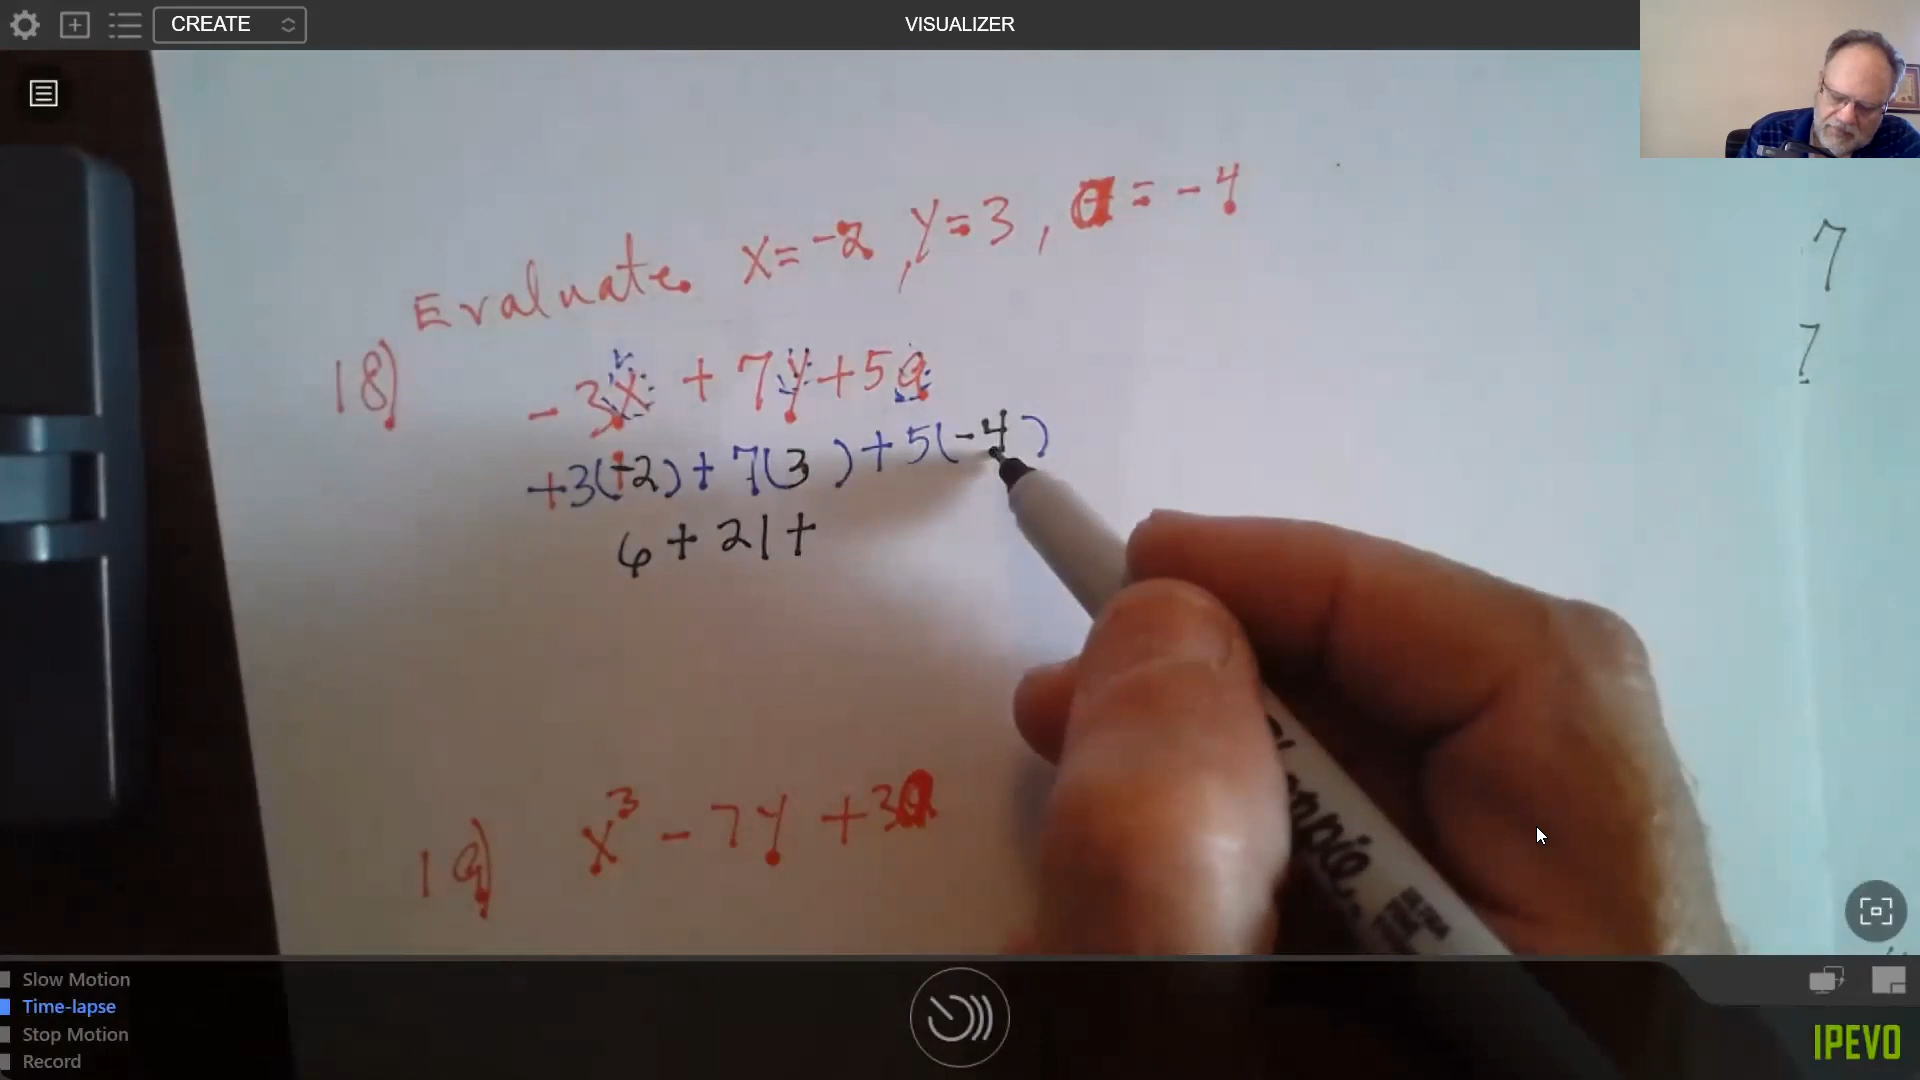 CREATE
VISUALIZER
Evaluate. x = -2, y = 3, a = -4
18) -3x + 7y + 5a
+3(+2) + 7(3) + 5(-4)
6 + 21 +
19) x³ - 7y + 3a
7
7
Sharpie.
Slow Motion
Time-lapse
Stop Motion
Record
IPEVO